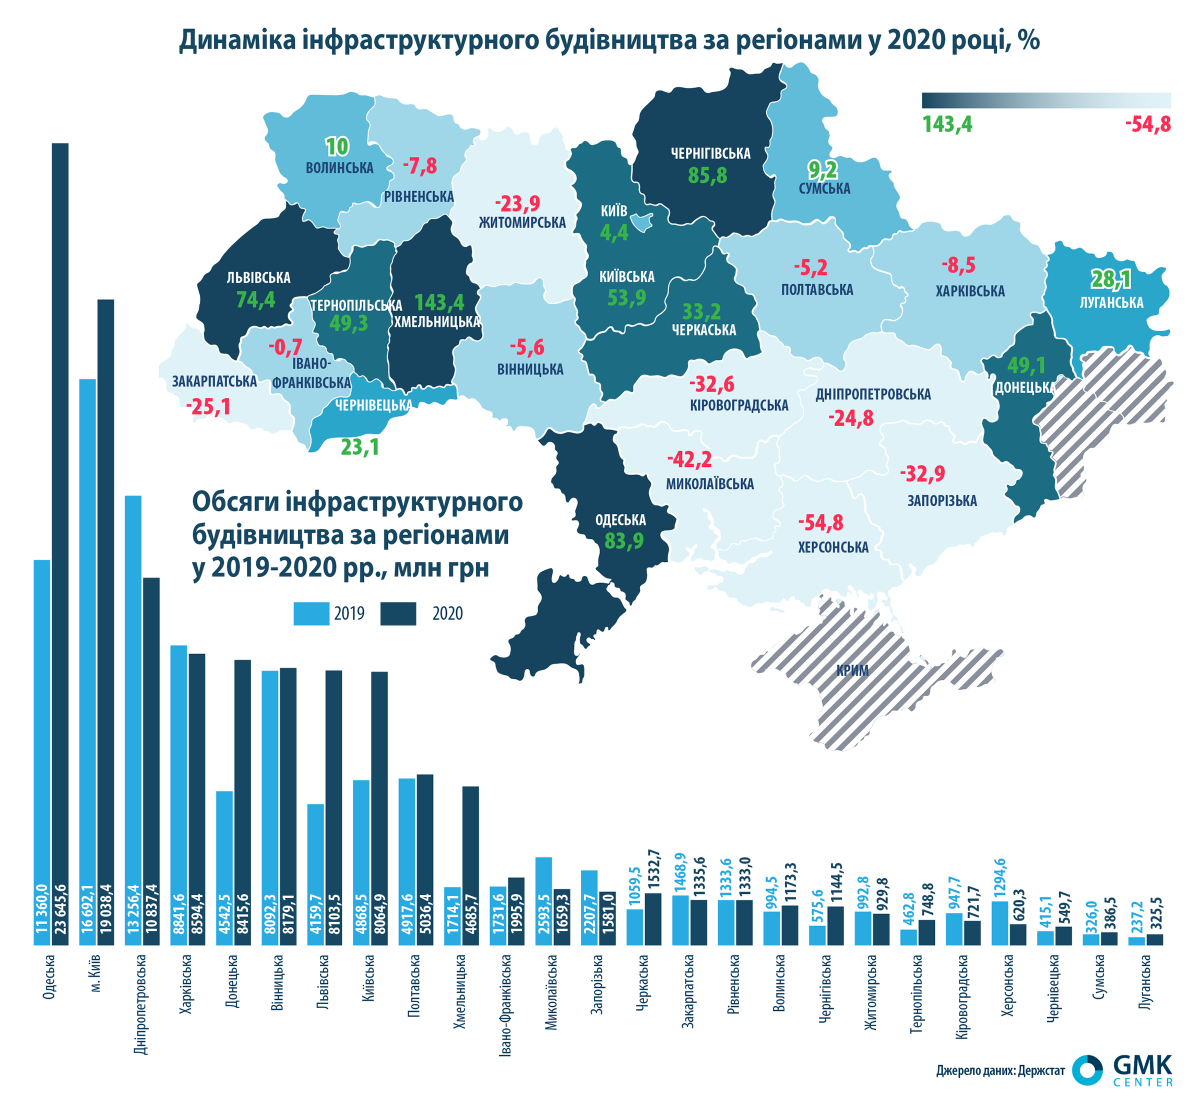 Динаміка інфраструктурного будівництва за регіонами у 2020 році, %
143,4
-54,8
10
ВОЛИНСЬКА
-7,8
РІВНЕНСЬКА
-23,9
ЖИТОМИРСЬКА
КИЇВ
4,4
КИЇВСЬКА
53,9
ЧЕРНІГІВСЬКА
85,8
9,2
СУМСЬКА
ЛЬВІВСЬКА
74,4
ТЕРНОПІЛЬСЬКА
49,3
143,4
ХМЕЛЬНИЦЬКА
-5,6
ВІННИЦЬКА
33,2
ЧЕРКАСЬКА
-5,2
ПОЛТАВСЬКА
-8,5
ХАРКІВСЬКА
28,1
ЛУГАНСЬКА
49,1
ДОНЕЦЬКА
ЗАКАРПАТСЬКА
-25,1
-0,7
ІВАНО-
ФРАНКІВСЬКА
ЧЕРНІВЕЦЬКА
23,1
-32,6
КІРОВОГРАДСЬКА
ДНІПРОПЕТРОВСЬКА
-24,8
-42,2
МИКОЛАЇВСЬКА
-32,9
ЗАПОРІЗЬКА
-54,8
ХЕРСОНСЬКА
ОДЕСЬКА
83,9
КРИМ
Обсяги інфраструктурного
будівництва за регіонами
у 2019-2020 рр., млн грн
2019
2020
11 360,0
23 645,6
16 692,1
19 038,4
13 256,4
10 837,4
8841,6
8594,4
4542,5
8415,6
8092,3
8179,1
4159,7
8103,5
4868,5
8064,9
4917,6
5036,4
1714,1
4685,7
1731,6
1995,9
2593,5
1659,3
2207,7
1581,0
1059,5
1532,7
1468,9
1335,6
1333,6
1333,0
994,5
1173,3
575,6
1144,5
992,8
929,8
462,8
748,8
947,7
721,7
1294,6
620,3
415,1
549,7
326,0
386,5
237,2
325,5
Одеська
м. Київ
Дніпропетровська
Харківська
Донецька
Вінницька
Львівська
Київська
Полтавська
Хмельницька
Івано-Франківська
Миколаївська
Запорізька
Черкаська
Закарпатська
Рівненська
Волинська
Чернігівська
Житомирська
Тернопільська
Кіровоградська
Херсонська
Чернівецька
Сумська
Луганська
Джерело даних: Держстат
GMK
CENTER